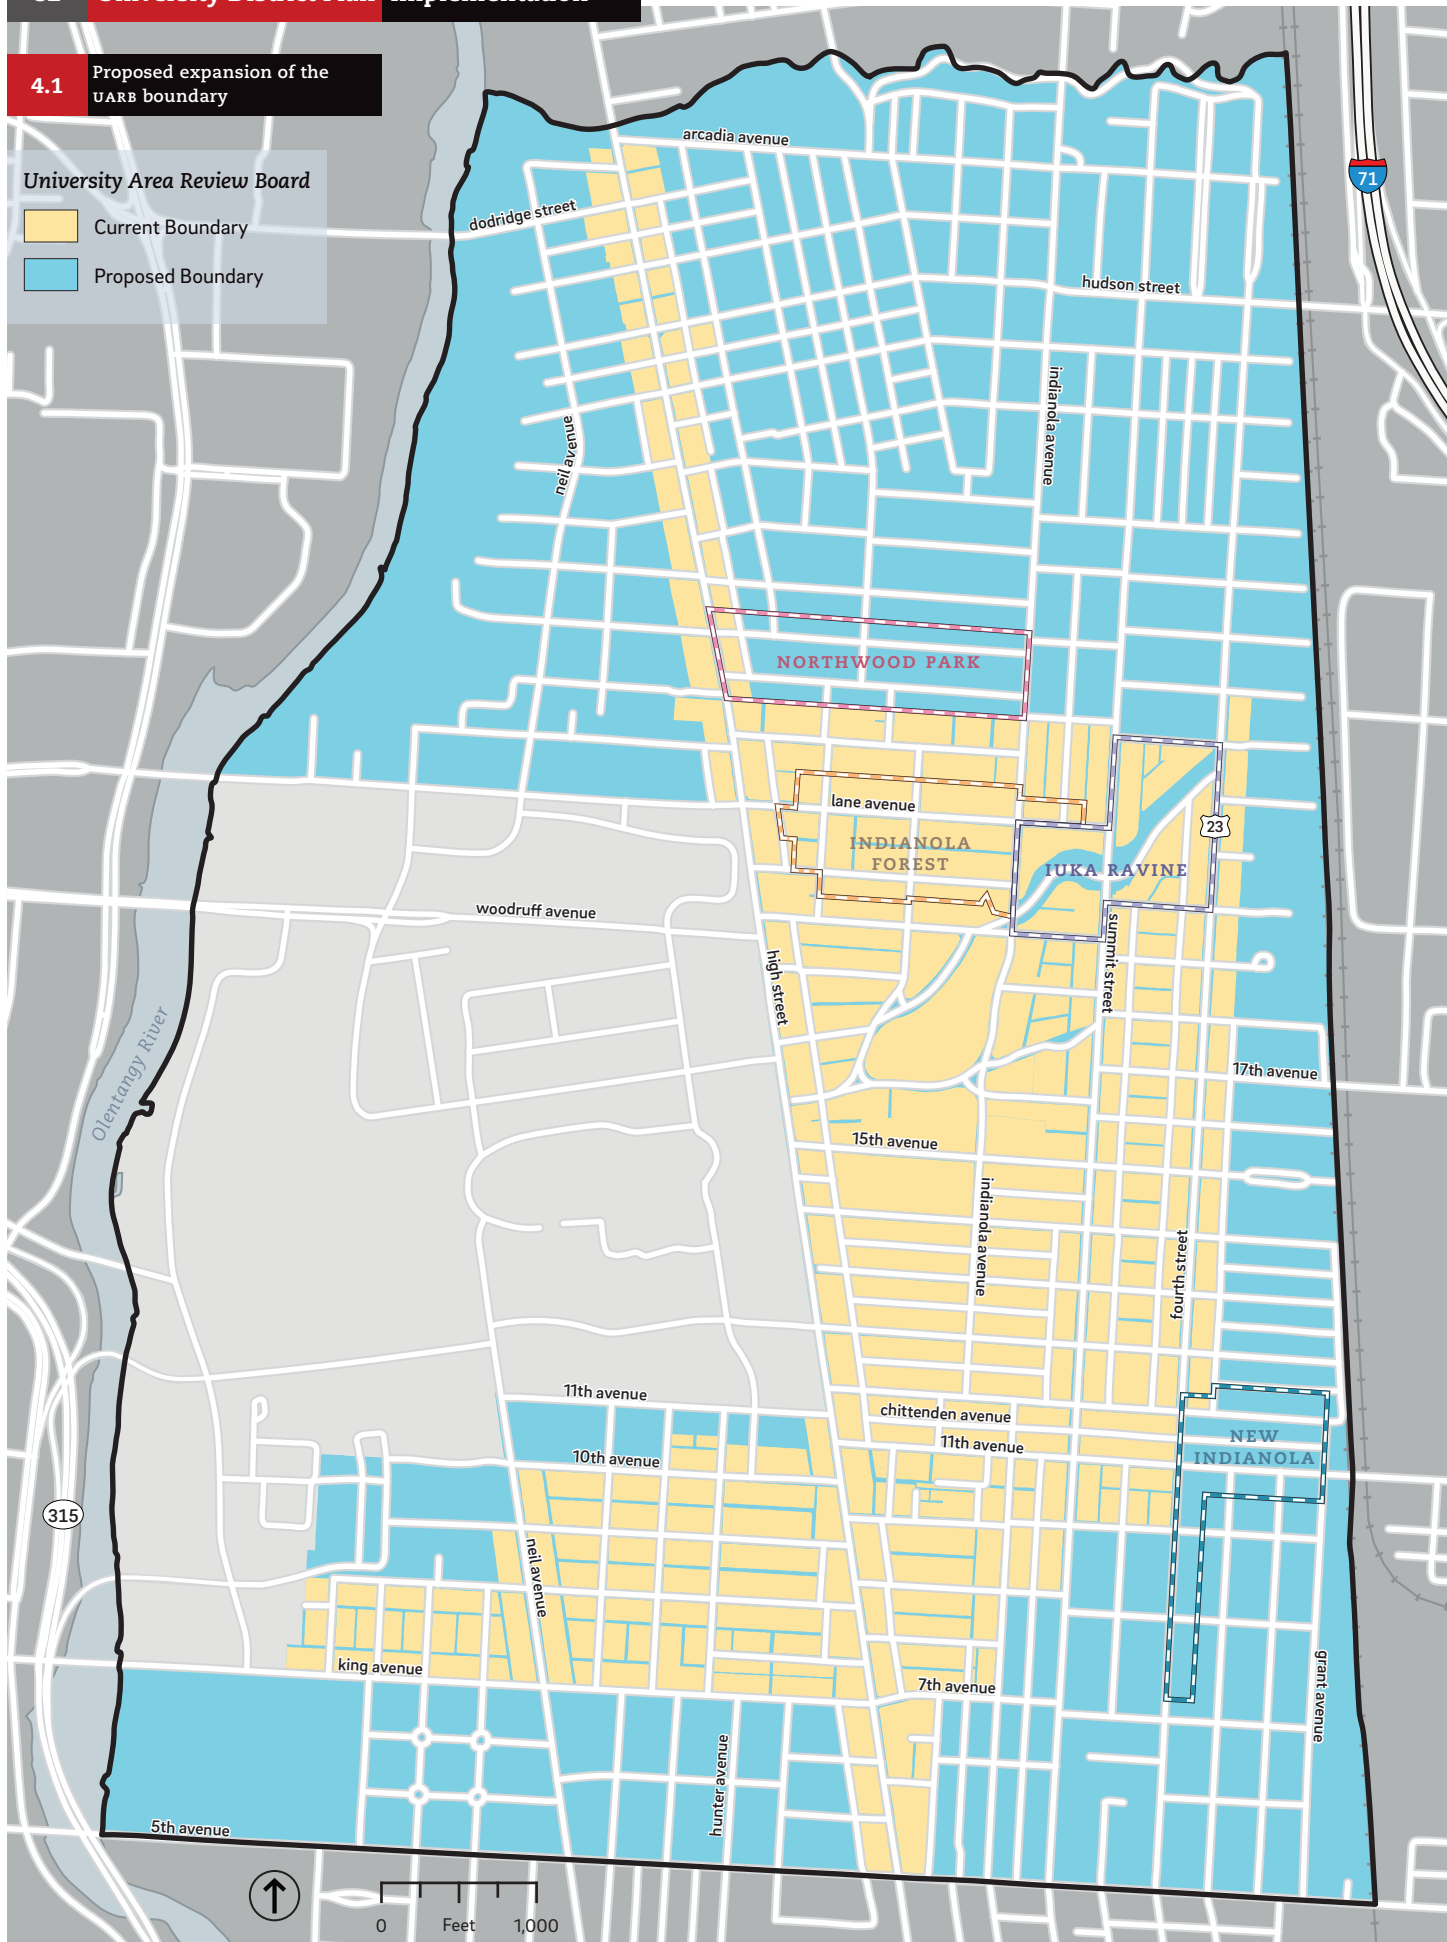 University District Plan Implementation
4.1
Proposed expansion of the
UARB boundary
University Area Review Board
Current Boundary
Proposed Boundary
arcadia avenue
71
dodridge street
hudson street
indianola avenue
neil avenue
NORTHWOOD PARK
lane avenue
23
INDIANOLA
FOREST
IUKA RAVINE
woodruff avenue
summit street
high street
Olentangy River
17th avenue
15th avenue
indianola avenue
fourth street
11th avenue
chittenden avenue
11th avenue
NEW
INDIANOLA
10th avenue
315
neil avenue
king avenue
7th avenue
grant avenue
hunter avenue
5th avenue
0 Feet 1,000